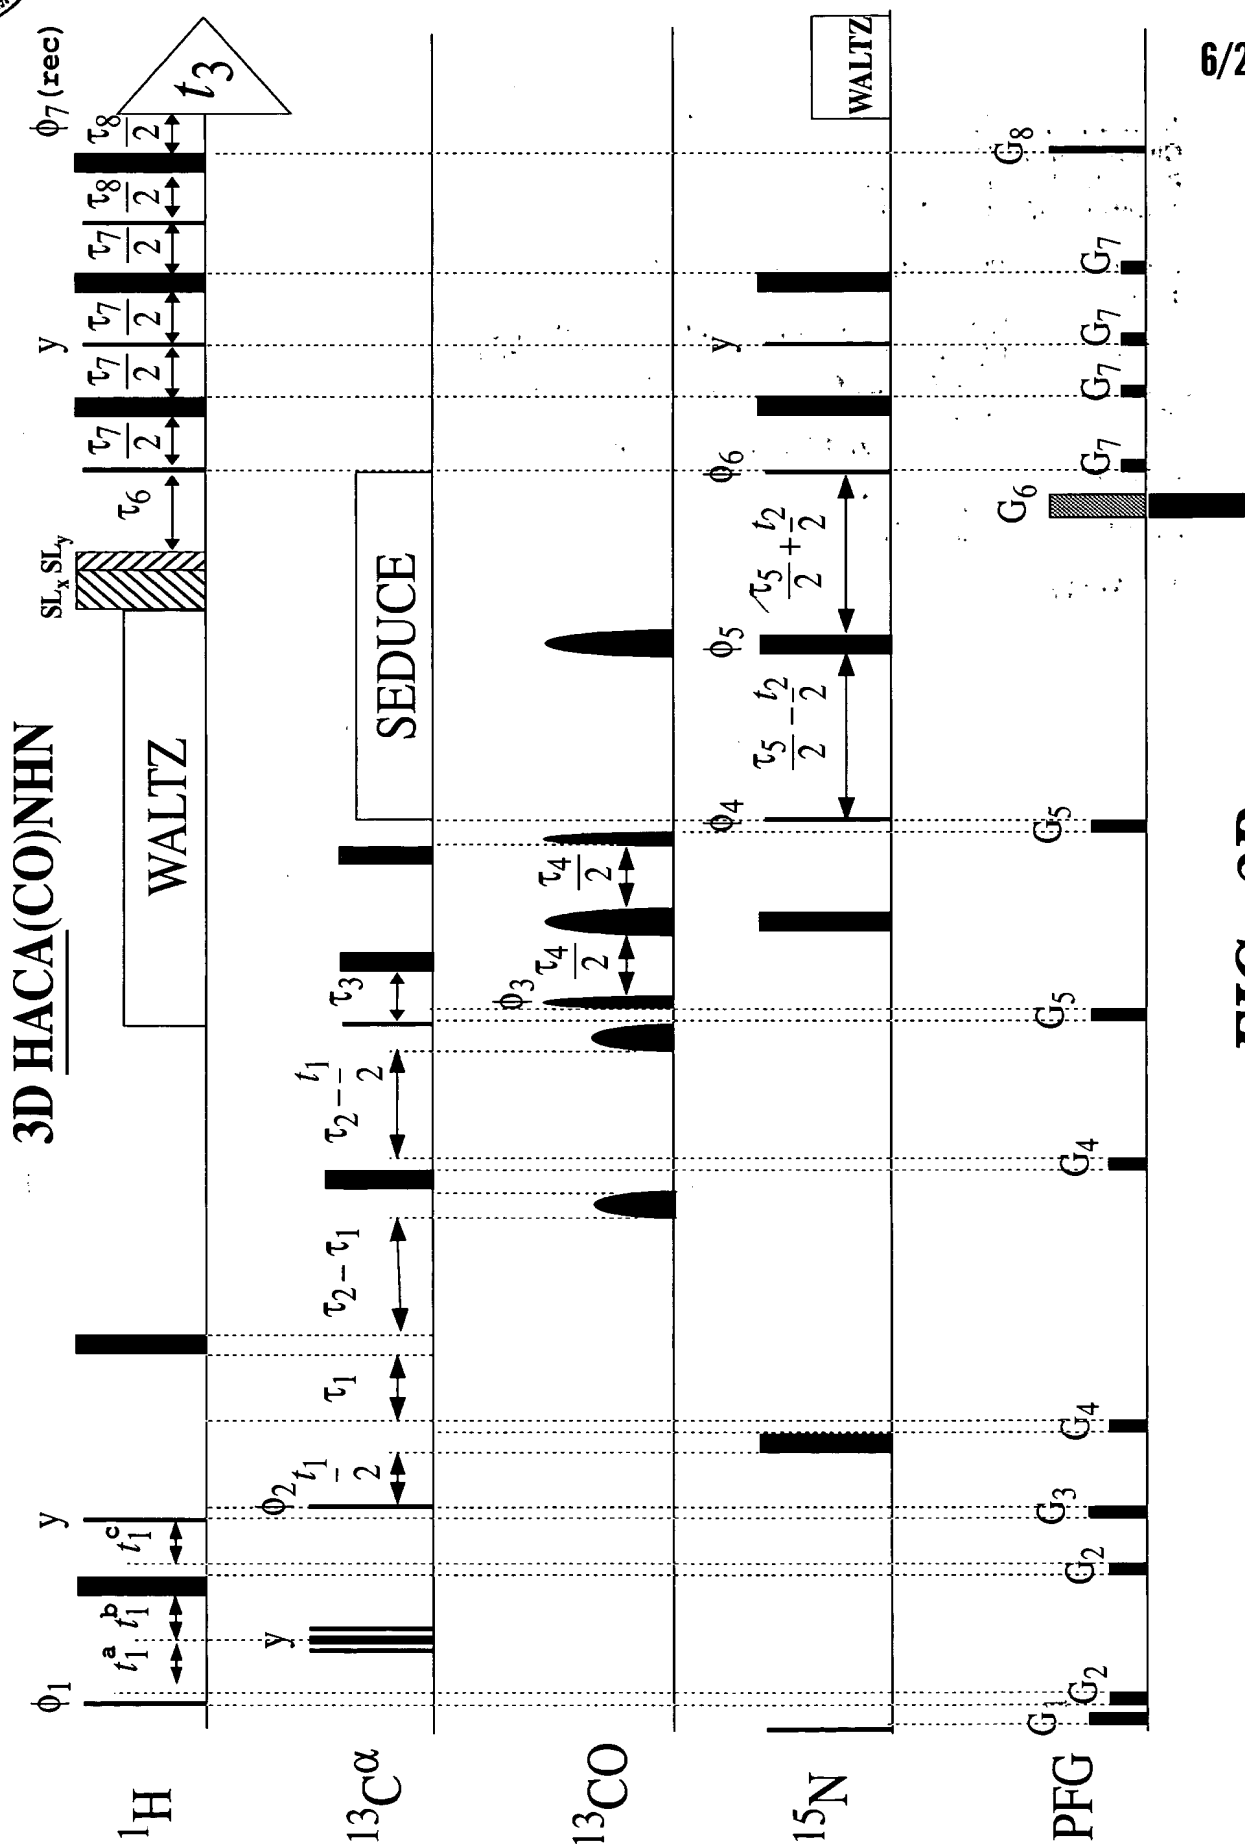 3D HACA(CO)NHN
¹H
ϕ₁
t₁ᵃ
t₁ᵇ
t₁ᶜ
y
WALTZ
SLₓ
SL_y
τ₆
τ₇/2
τ₇/2
y
τ₇/2
τ₇/2
τ₈/2
τ₈/2
ϕ₇ (rec)
t₃
¹³Cα
y
ϕ₂
t₁/2
τ₁
τ₂ − τ₁
τ₂ − t₁/2
τ₃
SEDUCE
¹³CO
ϕ₃
τ₄/2
τ₄/2
¹⁵N
ϕ₄
τ₅/2 − t₂/2
ϕ₅
τ₅/2 + t₂/2
ϕ₆
y
WALTZ
PFG
G₁
G₂
G₂
G₃
G₄
G₄
G₅
G₅
G₆
G₇
G₇
G₇
G₇
G₈